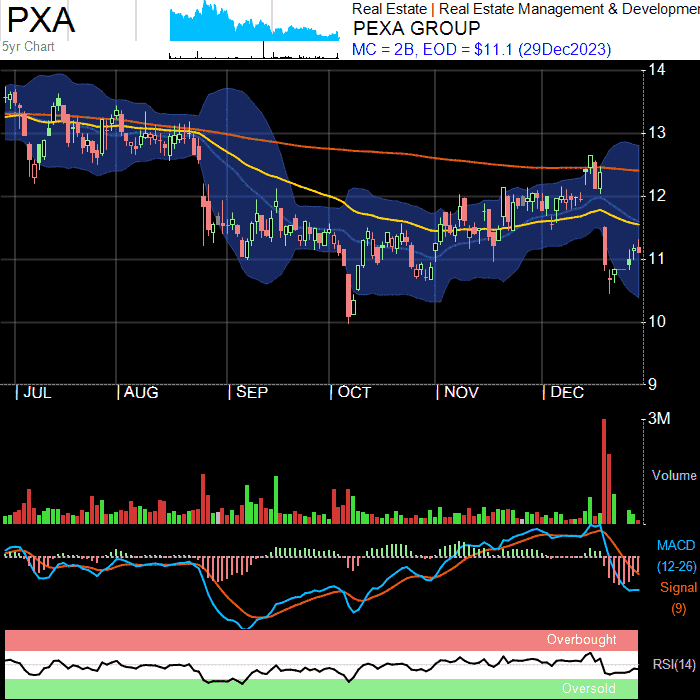 PXA
5yr Chart
Real Estate | Real Estate Management & Developmen
PEXA GROUP
MC = 2B, EOD = $11.1 (29Dec2023)
14
13
12
11
10
9
JUL AUG SEP OCT NOV DEC
3M
Volume
MACD
(12-26)
Signal
(9)
Overbought
RSI(14)
Oversold